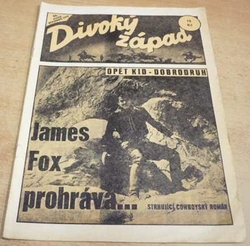 Divoký
západ
OPĚT KID - DOBRODRUH
James
Fox
prohrává...
STRHUJÍCÍ COWBOYSKÝ ROMÁN